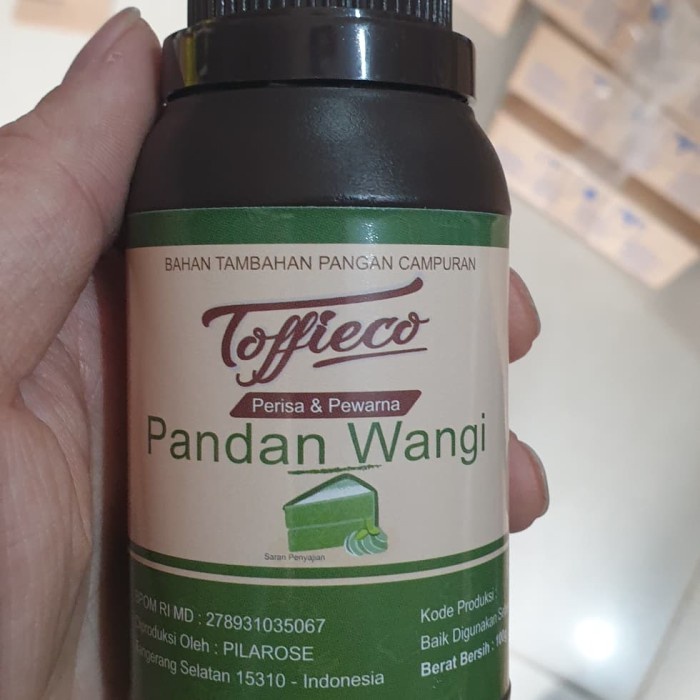 BAHAN TAMBAHAN PANGAN CAMPURAN
Toffieco
Perisa & Pewarna
Pandan Wangi
Saran Penyajian
BPOM RI MD : 278931035067
Diproduksi Oleh : PILAROSE
Tangerang Selatan 15310 - Indonesia
Kode Produksi :
Baik Digunakan
Berat Bersih :